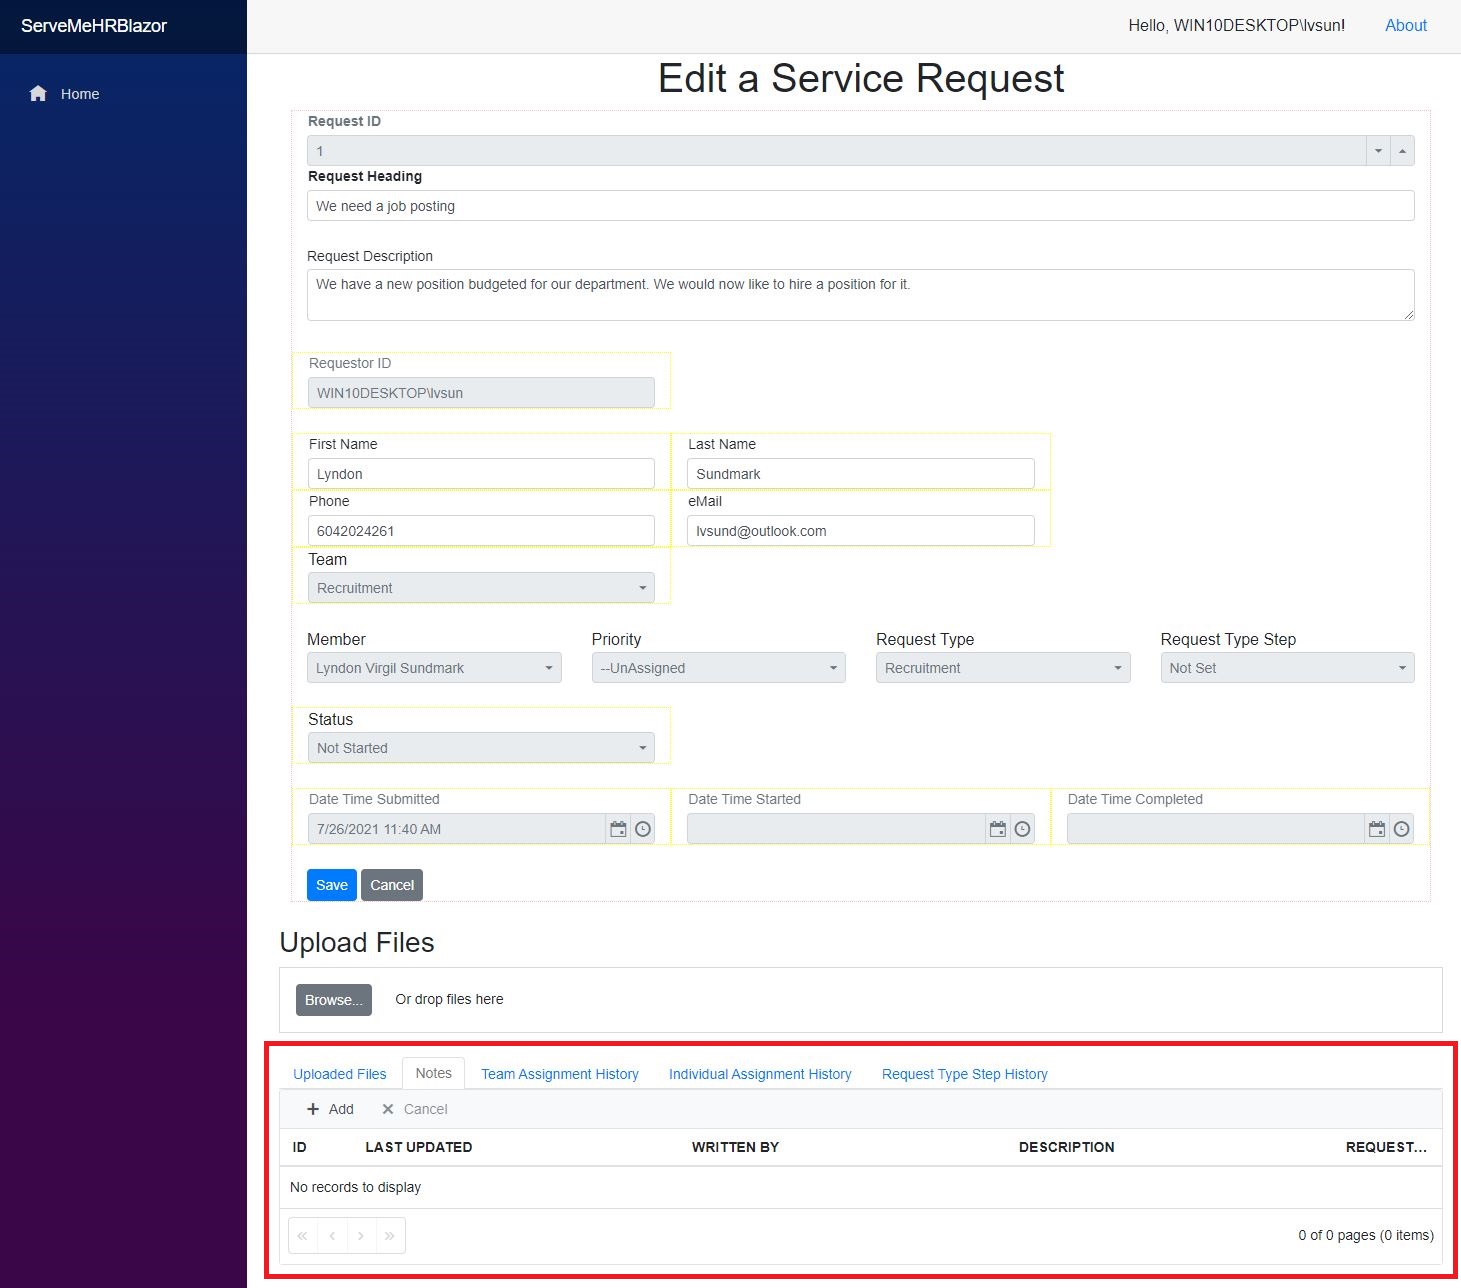 ServeMeHRBlazor
Hello, WIN10DESKTOP\lvsun!
About
Home
Edit a Service Request
Request ID
1
Request Heading
We need a job posting
Request Description
We have a new position budgeted for our department. We would now like to hire a position for it.
Requestor ID
WIN10DESKTOP\lvsun
First Name
Last Name
Lyndon
Sundmark
Phone
eMail
6042024261
lvsund@outlook.com
Team
Recruitment
Member
Priority
Request Type
Request Type Step
Lyndon Virgil Sundmark
--UnAssigned
Recruitment
Not Set
Status
Not Started
Date Time Submitted
Date Time Started
Date Time Completed
7/26/2021 11:40 AM
Save
Cancel
Upload Files
Browse...
Or drop files here
Uploaded Files
Notes
Team Assignment History
Individual Assignment History
Request Type Step History
+ Add
× Cancel
ID
LAST UPDATED
WRITTEN BY
DESCRIPTION
REQUEST...
No records to display
« ‹ › »
0 of 0 pages (0 items)